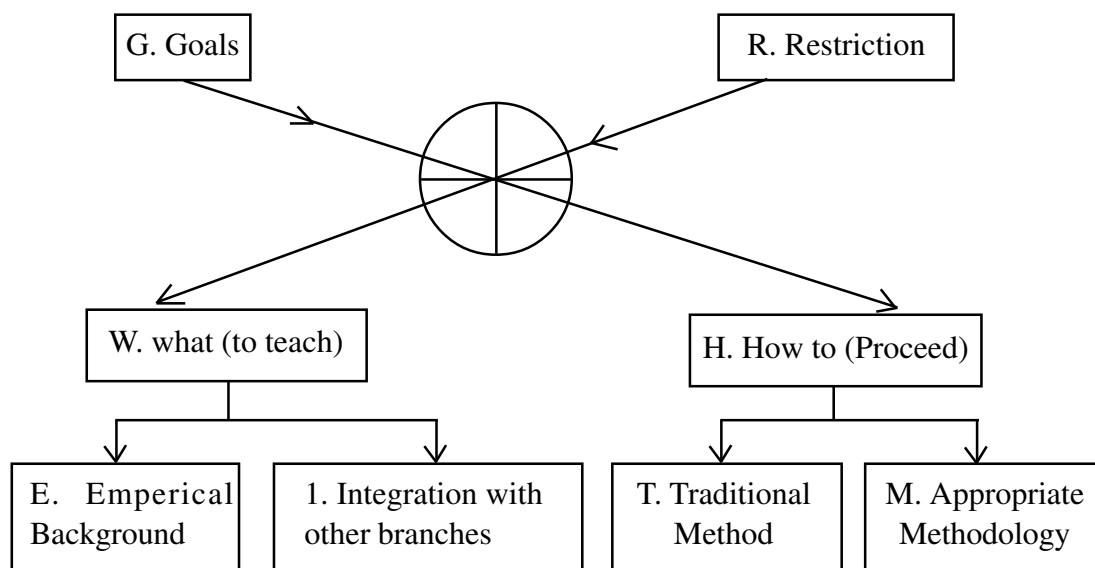 G. Goals
R. Restriction
W. what (to teach)
H. How to (Proceed)
E. Emperical
Background
1. Integration with
other branches
T. Traditional
Method
M. Appropriate
Methodology